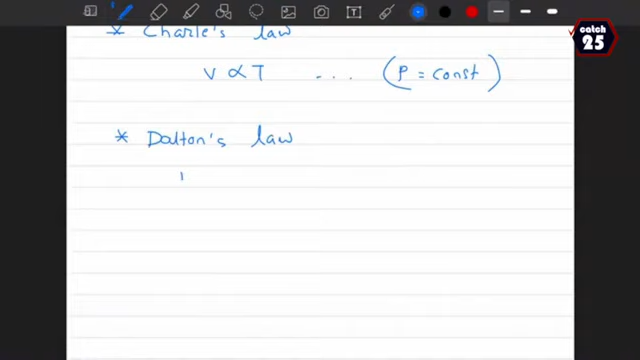 catch
25
* Charle's law
V ∝ T ... (P = const)
* Dalton's law